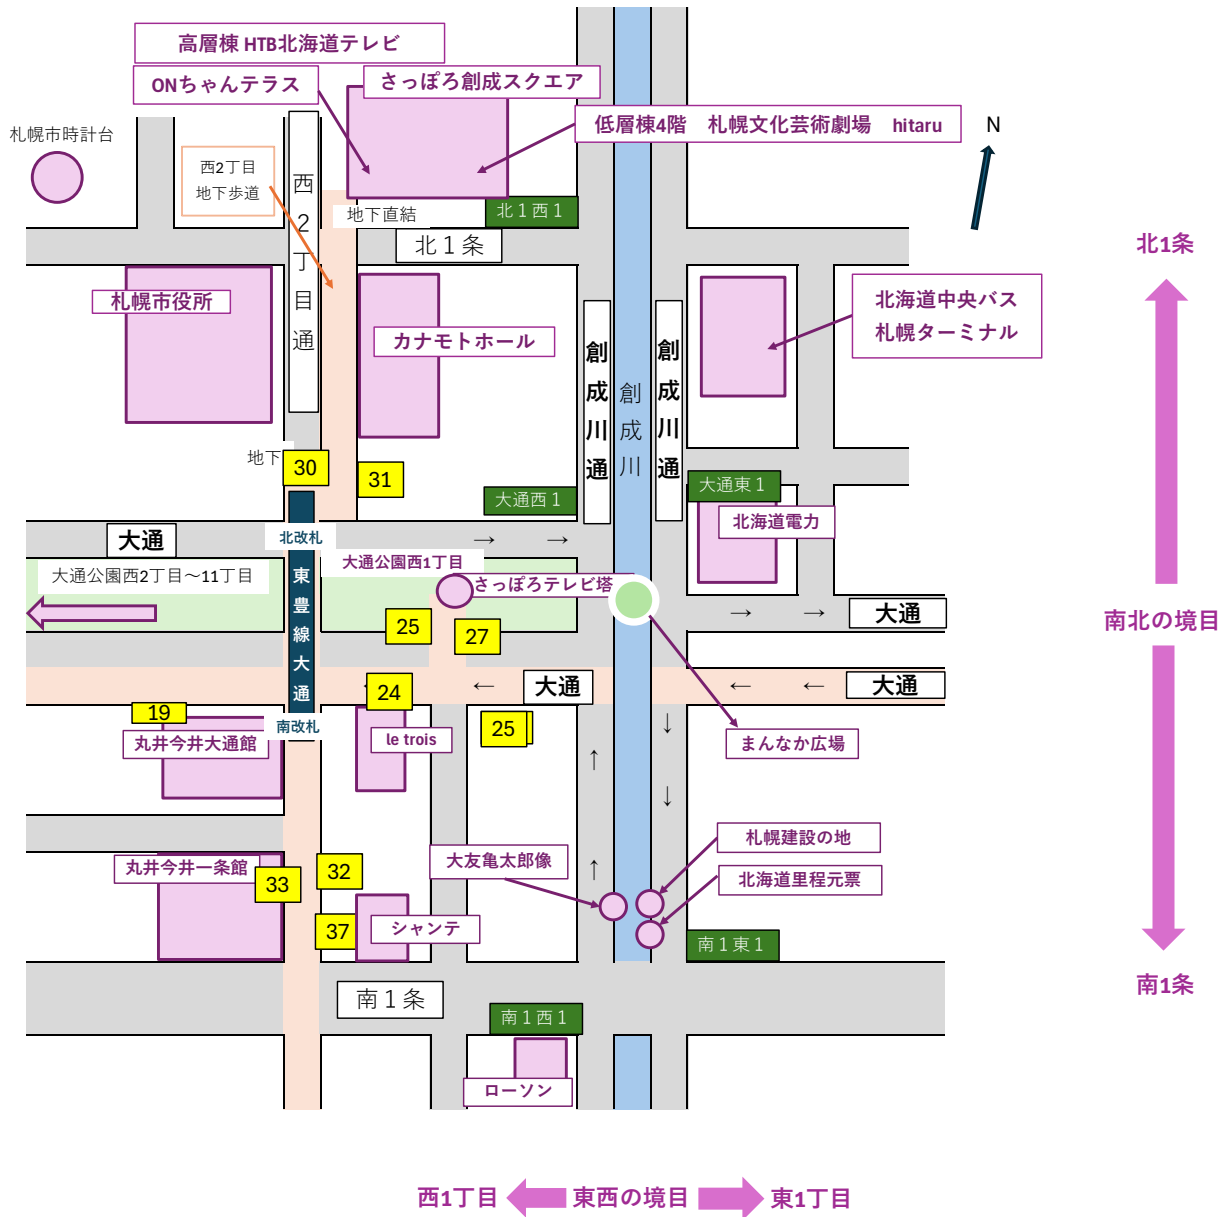 高層棟 HTB北海道テレビ
ONちゃんテラス
さっぽろ創成スクエア
低層棟4階　札幌文化芸術劇場　hitaru
札幌市時計台
N
西2丁目
地下歩道
西2丁目通
地下直結
北1西1
北1条
北1条
札幌市役所
カナモトホール
北海道中央バス
札幌ターミナル
創成川通
創成川
創成川通
地下
30
31
大通西1
大通東1
北海道電力
大通
北改札
→
→
大通公園西1丁目
大通公園西2丁目～11丁目
東豊線大通
さっぽろテレビ塔
25
27
→
→
大通
南北の境目
24
←
大通
←
←
大通
19
南改札
丸井今井大通館
le trois
25
↑
↓
まんなか広場
↓
札幌建設の地
丸井今井一条館
33
32
大友亀太郎像
↑
北海道里程元票
37
シャンテ
南1東1
南1条
南1条
南1西1
ローソン
西1丁目
東西の境目
東1丁目